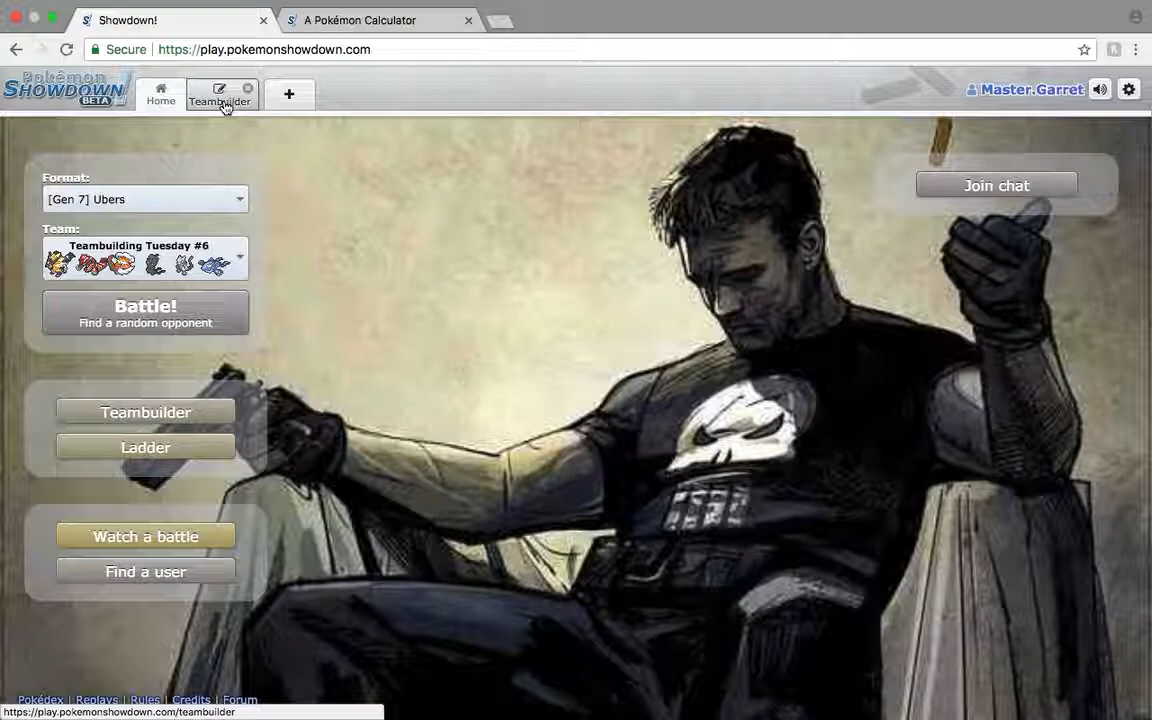 Showdown!
A Pokémon Calculator
Secure
https://play.pokemonshowdown.com
Pokémon
SHOWDOWN!
BETA
Home
Teambuilder
Master.Garret
Format:
[Gen 7] Ubers
Team:
Teambuilding Tuesday #6
Battle!
Find a random opponent
Join chat
Teambuilder
Ladder
Watch a battle
Find a user
Pokédex | Replays | Rules | Credits | Forum
https://play.pokemonshowdown.com/teambuilder